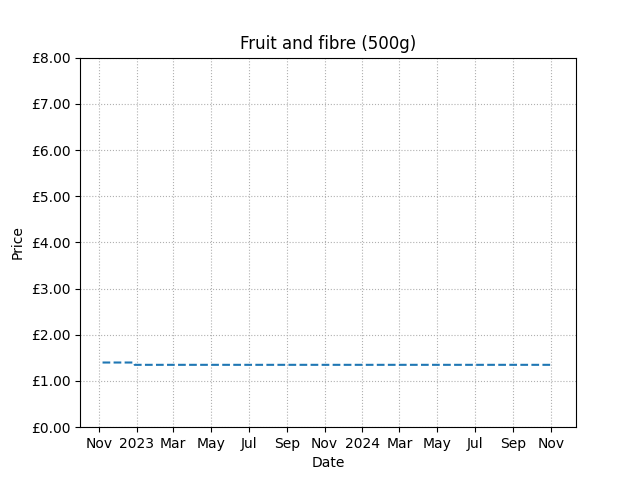 Fruit and fibre (500g)
£8.00
£7.00
£6.00
£5.00
£4.00
£3.00
£2.00
£1.00
£0.00
Price
Nov 2023 Mar May Jul Sep Nov 2024 Mar May Jul Sep Nov
Date